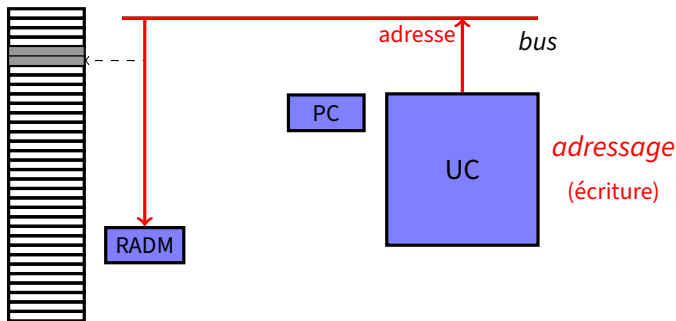 adresse
bus
PC
UC
adressage
(écriture)
RADM